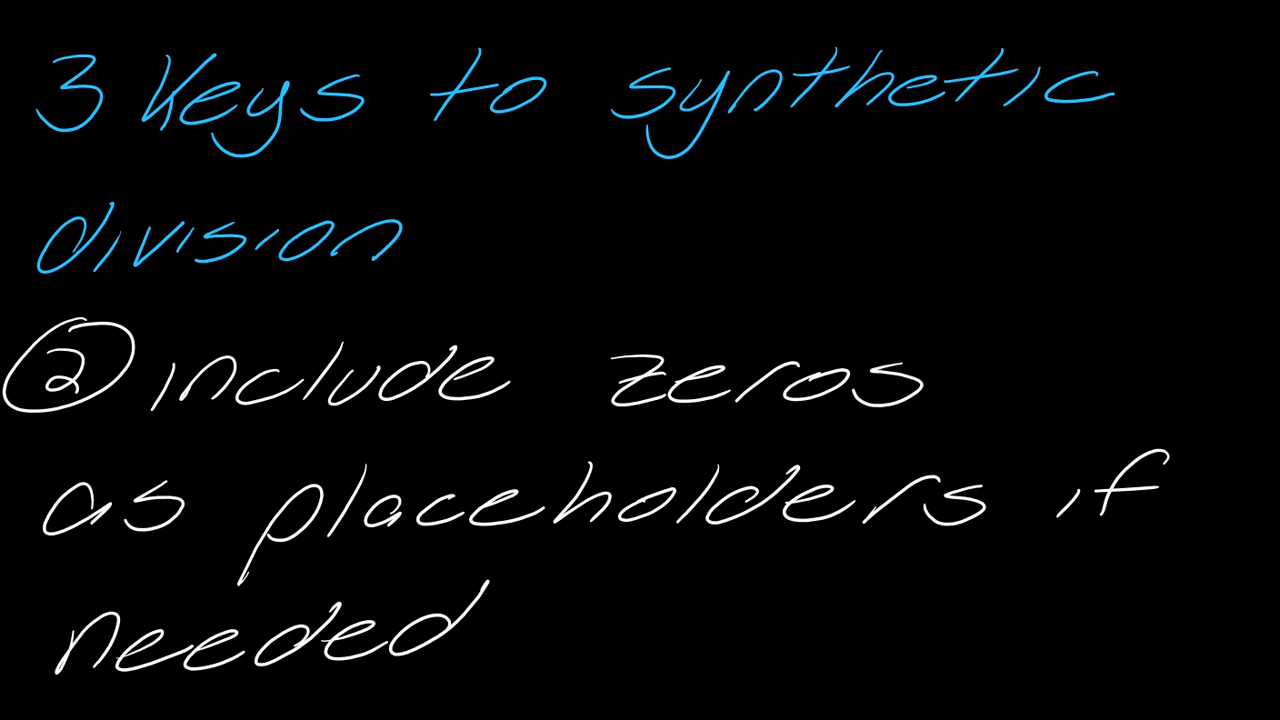 3 Keys to synthetic
division
② include zeros
as placeholders if
needed